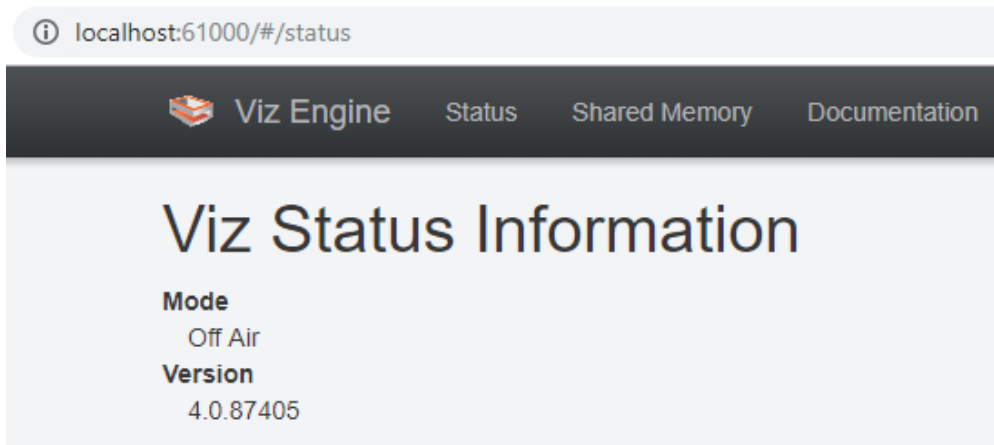 localhost:61000/#/status
Viz Engine Status Shared Memory Documentation
Viz Status Information
Mode
Off Air
Version
4.0.87405